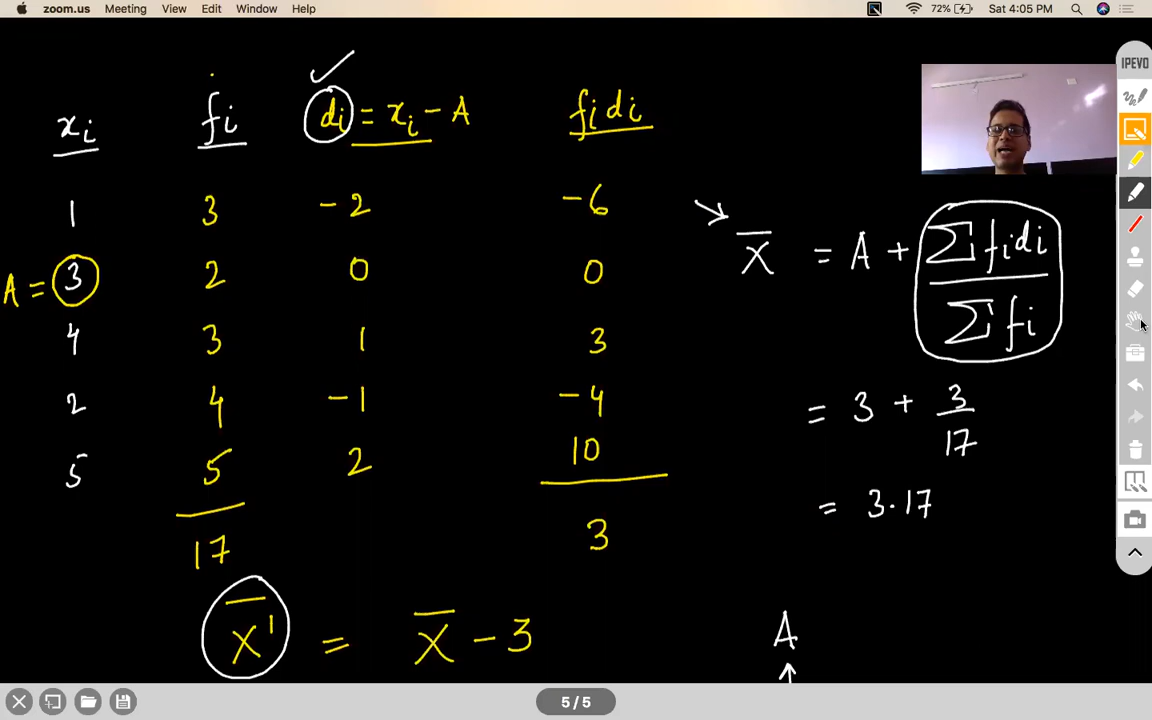 zoom.us Meeting View Edit Window Help 72% Sat 4:05 PM
IPEVO
xi fi di = xi - A fidi
1 3 -2 -6
A = 3 2 0 0
4 3 1 3
2 4 -1 -4
5 5 2 10
17 3
X̄ = A + Σfidi / Σfi
= 3 + 3/17
= 3.17
X̄' = X̄ - 3
A
5/5